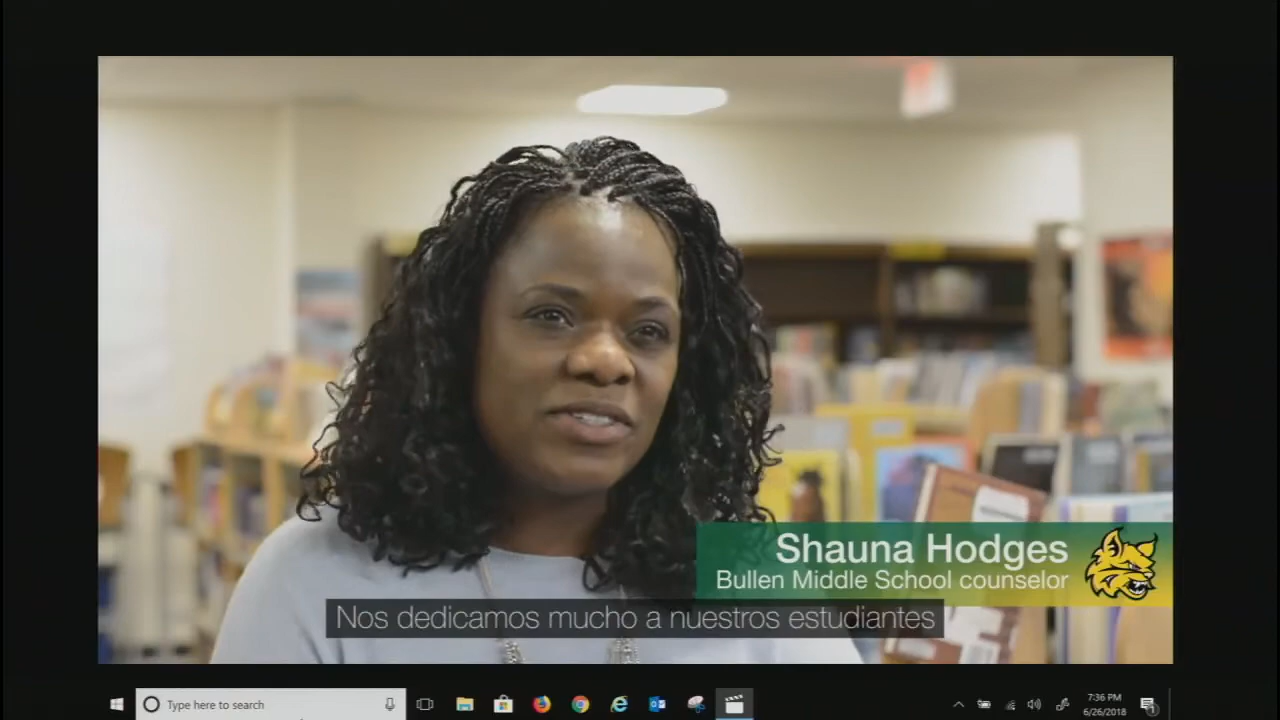 Shauna Hodges
Bullen Middle School counselor
Nos dedicamos mucho a nuestros estudiantes
Type here to search
7:36 PM
6/26/2018